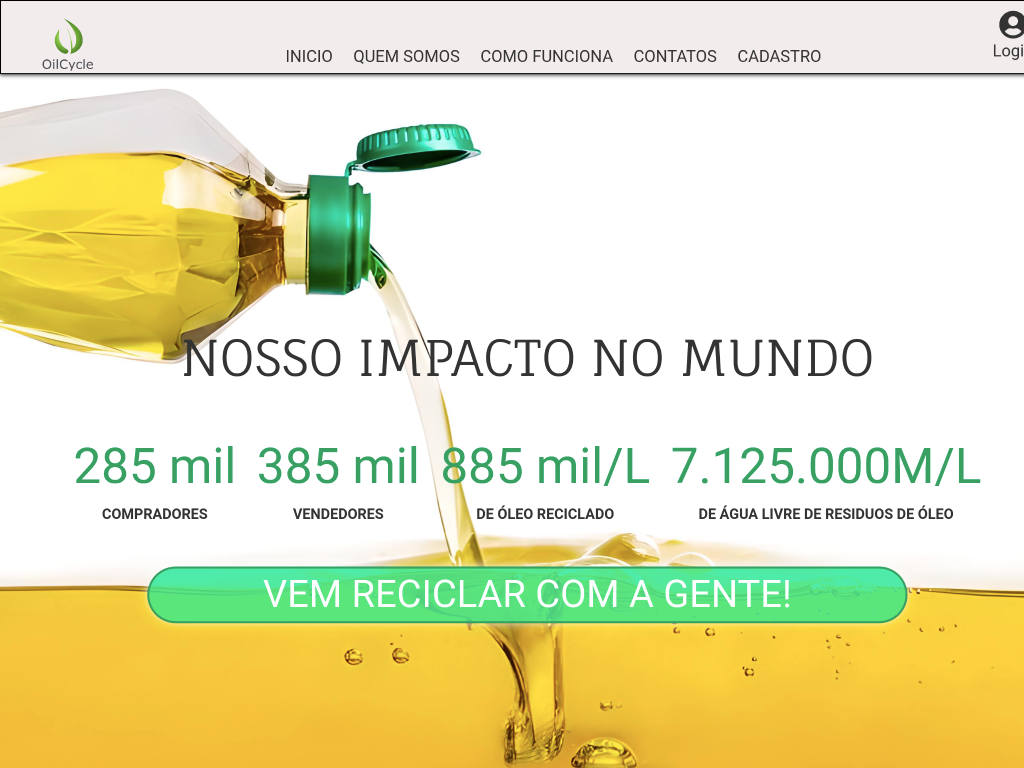 OilCycle
INICIO QUEM SOMOS COMO FUNCIONA CONTATOS CADASTRO
Logi
NOSSO IMPACTO NO MUNDO
285 mil 385 mil 885 mil/L 7.125.000M/L
COMPRADORES VENDEDORES DE ÓLEO RECICLADO DE ÁGUA LIVRE DE RESIDUOS DE ÓLEO
VEM RECICLAR COM A GENTE!